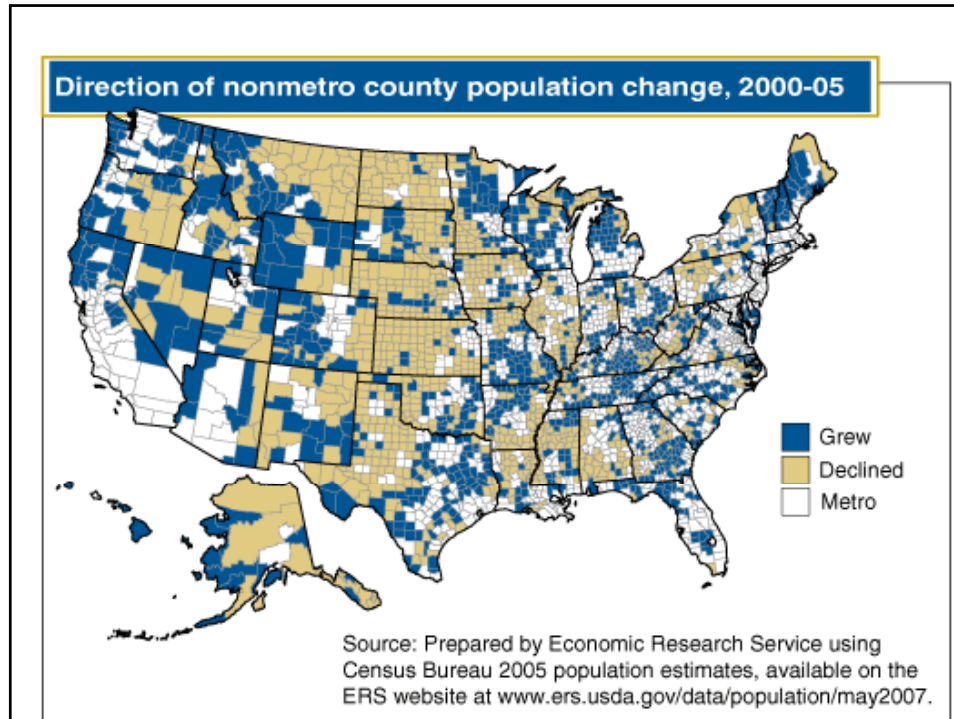 Direction of nonmetro county population change, 2000-05
Grew
Declined
Metro
Source: Prepared by Economic Research Service using
Census Bureau 2005 population estimates, available on the
ERS website at www.ers.usda.gov/data/population/may2007.